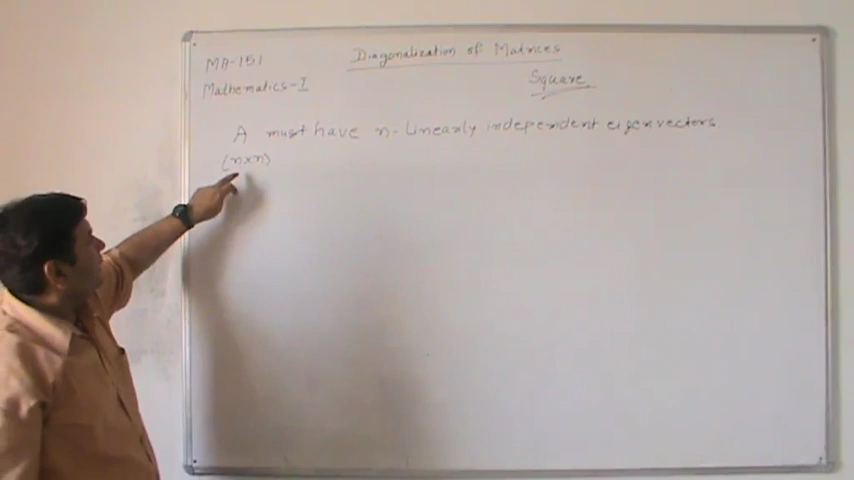 MA-151
Diagonalization of Matrices
Mathematics-I
Square
A must have n-linearly independent eigenvectors.
(n×n)